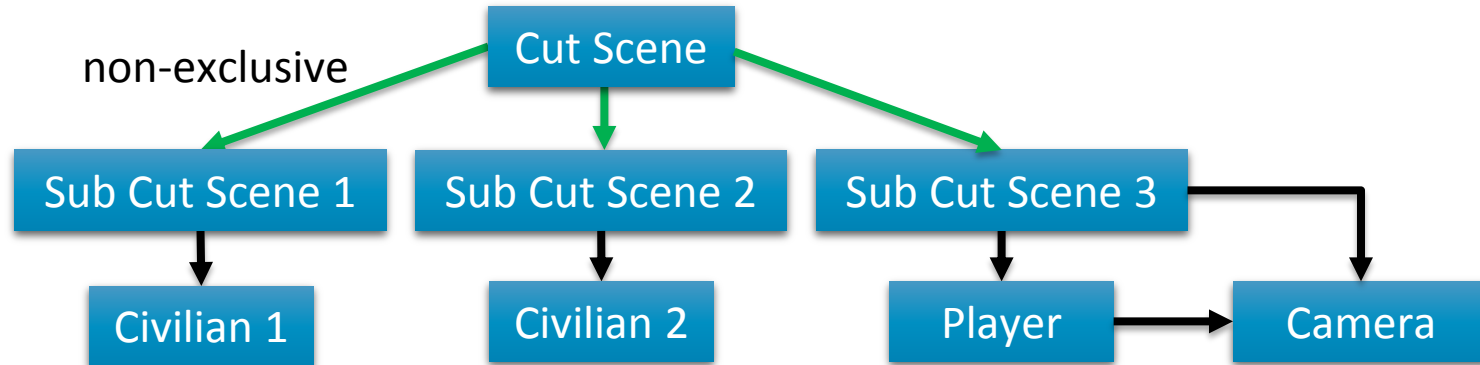 Cut Scene
non-exclusive
Sub Cut Scene 1
Sub Cut Scene 2
Sub Cut Scene 3
Civilian 1
Civilian 2
Player
Camera